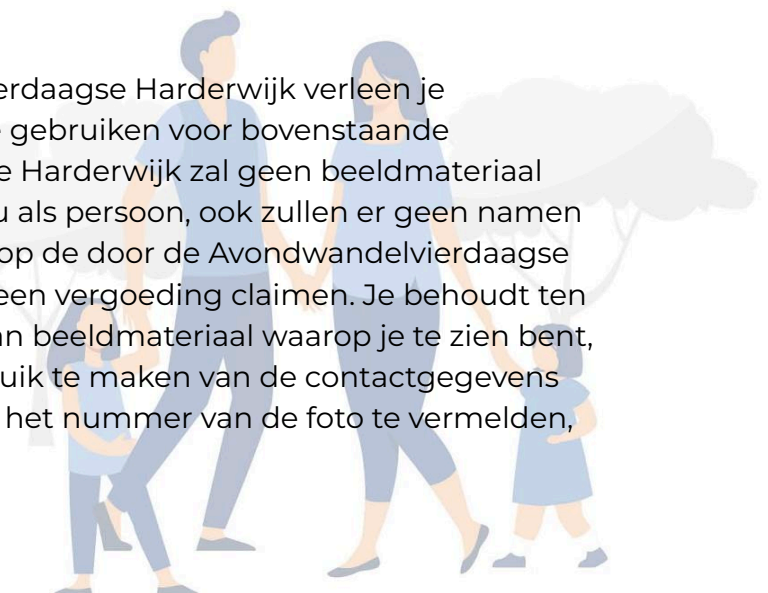 erdaagse Harderwijk verleen je
gebruiken voor bovenstaande
e Harderwijk zal geen beeldmateriaal
u als persoon, ook zullen er geen namen
op de door de Avondwandelvierdaagse
een vergoeding claimen. Je behoudt ten
an beeldmateriaal waarop je te zien bent,
uik te maken van de contactgegevens
het nummer van de foto te vermelden,